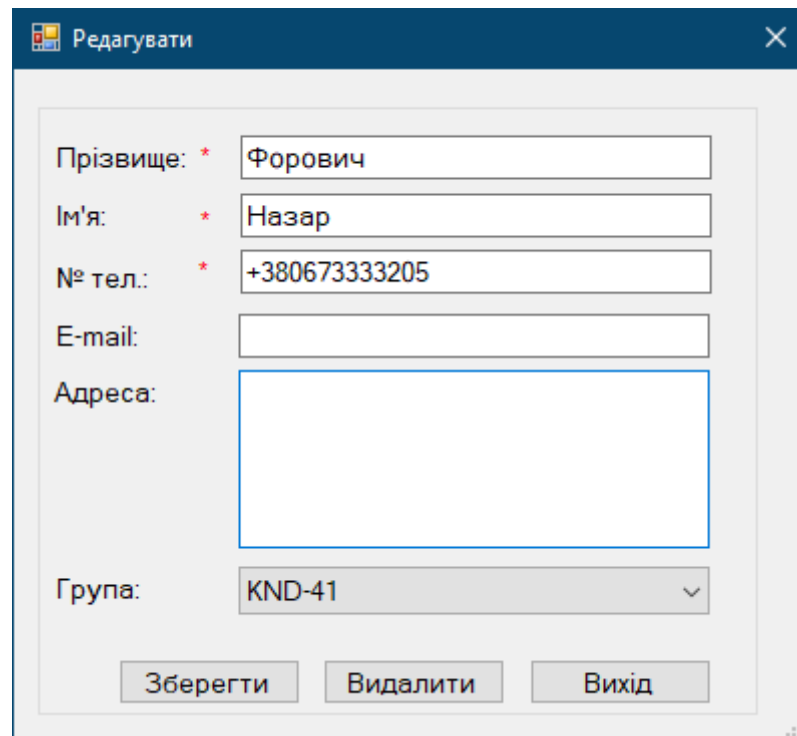 Редагувати
Прізвище: * Форович
Ім'я: * Назар
№ тел.: * +380673333205
E-mail:
Адреса:
Група: KND-41
Зберегти Видалити Вихід